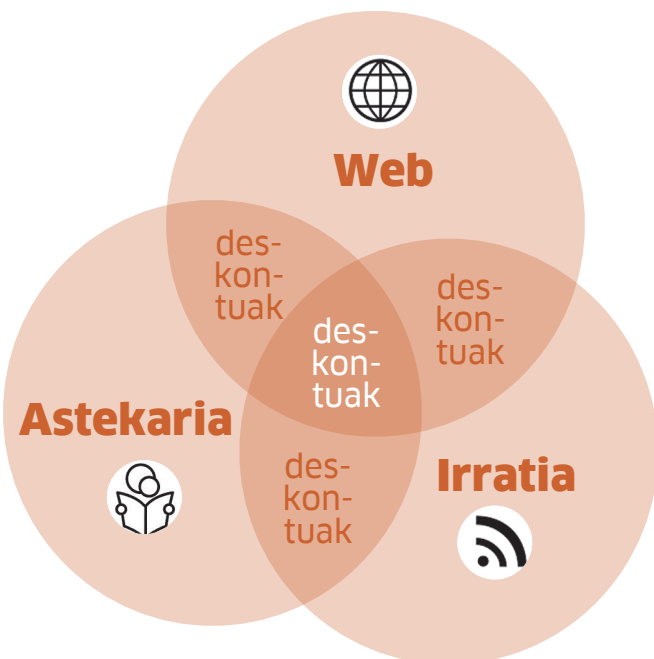 Web
des-
kon-
tuak
des-
kon-
tuak
des-
kon-
tuak
Astekaria
des-
kon-
tuak
Irratia